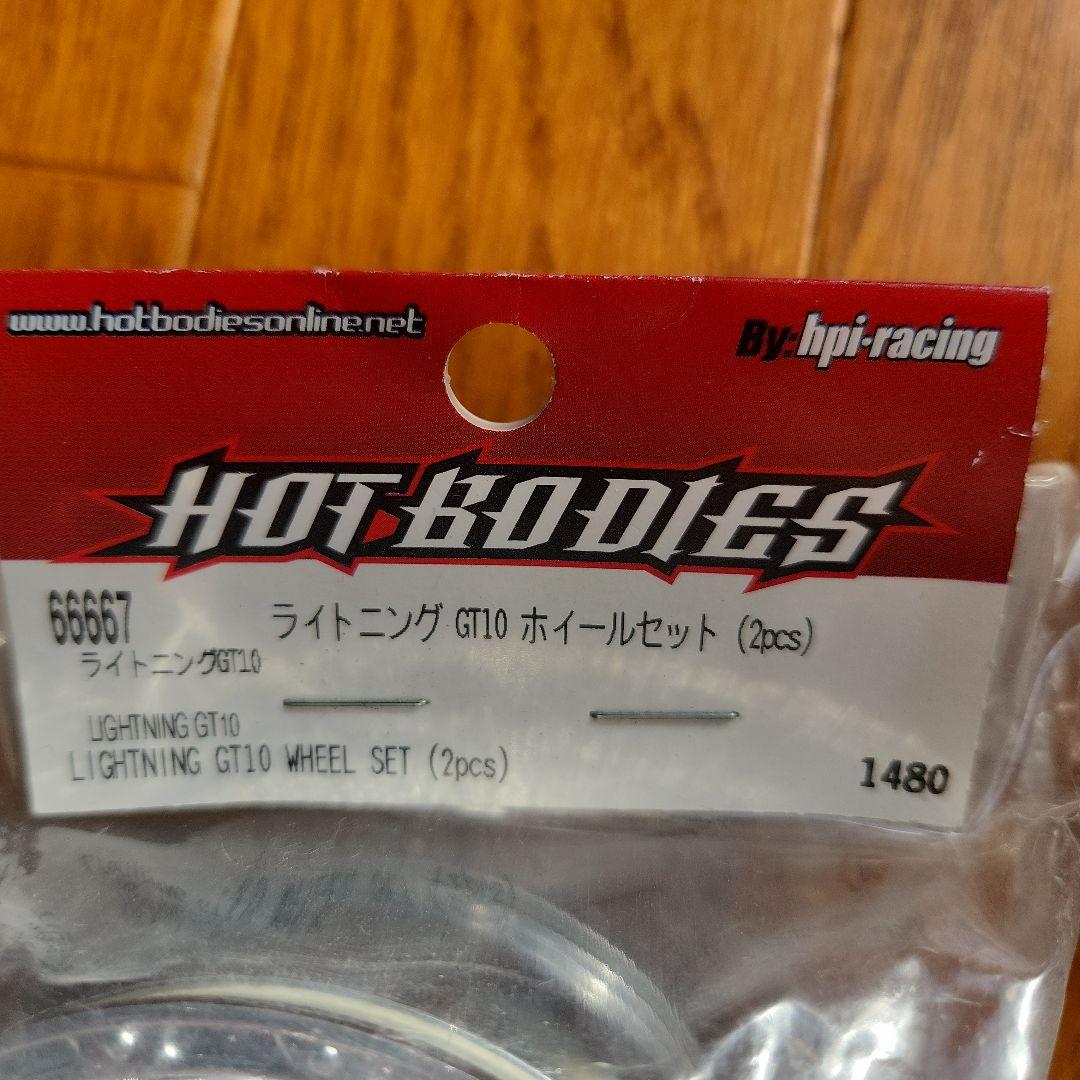 www.hotbodiesonline.net
By: hpi·racing
HOT BODIES
66667 ライトニング GT10 ホイールセット (2pcs)
ライトニングGT10
LIGHTNING GT10
LIGHTNING GT10 WHEEL SET (2pcs)
1480